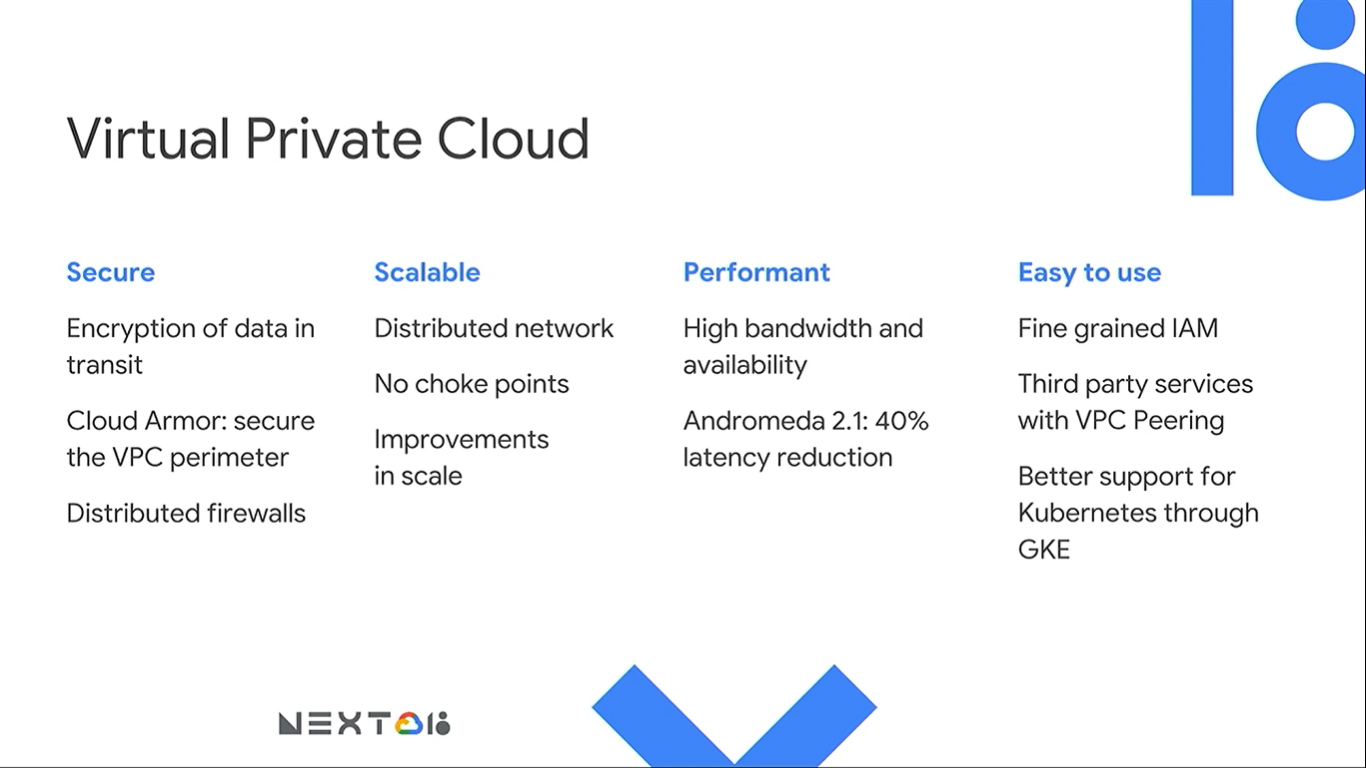 18
Virtual Private Cloud
Secure
Encryption of data in
transit
Cloud Armor: secure
the VPC perimeter
Distributed firewalls
Scalable
Distributed network
No choke points
Improvements
in scale
Performant
High bandwidth and
availability
Andromeda 2.1: 40%
latency reduction
Easy to use
Fine grained IAM
Third party services
with VPC Peering
Better support for
Kubernetes through
GKE
NEXT 18